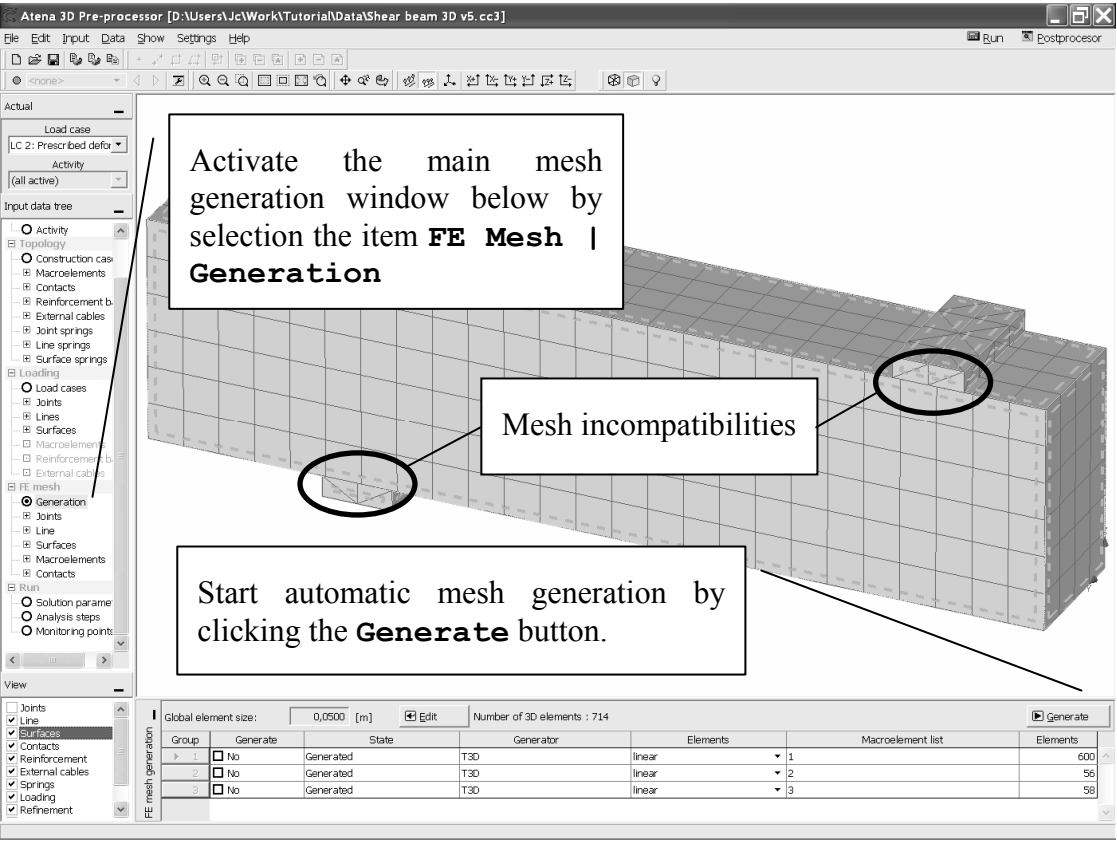 Atena 3D Pre-processor [D:\Users\Jc\Work\Tutorial\Data\Shear beam 3D v5.cc3]
File Edit Input Data Show Settings Help Run Postprocesor
<none>
Actual
Load case
LC 2: Prescribed defor
Activity
(all active)
Input data tree
Activity
Topology
Construction case
Macroelements
Contacts
Reinforcement b
External cables
Joint springs
Line springs
Surface springs
Loading
Load cases
Joints
Lines
Surfaces
Macroelements
Reinforcement b
External cables
FE mesh
Generation
Joints
Line
Surfaces
Macroelements
Contacts
Run
Solution parame
Analysis steps
Monitoring points
View
Joints
Line
Surfaces
Contacts
Reinforcement
External cables
Springs
Loading
Refinement
Activate the main mesh
generation window below by
selection the item FE Mesh |
Generation
Mesh incompatibilities
Start automatic mesh generation by
clicking the Generate button.
FE mesh generation
Global element size: 0,0500 [m] Edit Number of 3D elements : 714 Generate
Group Generate State Generator Elements Macroelement list Elements
1 No Generated T3D linear 1 600
2 No Generated T3D linear 2 56
3 No Generated T3D linear 3 58